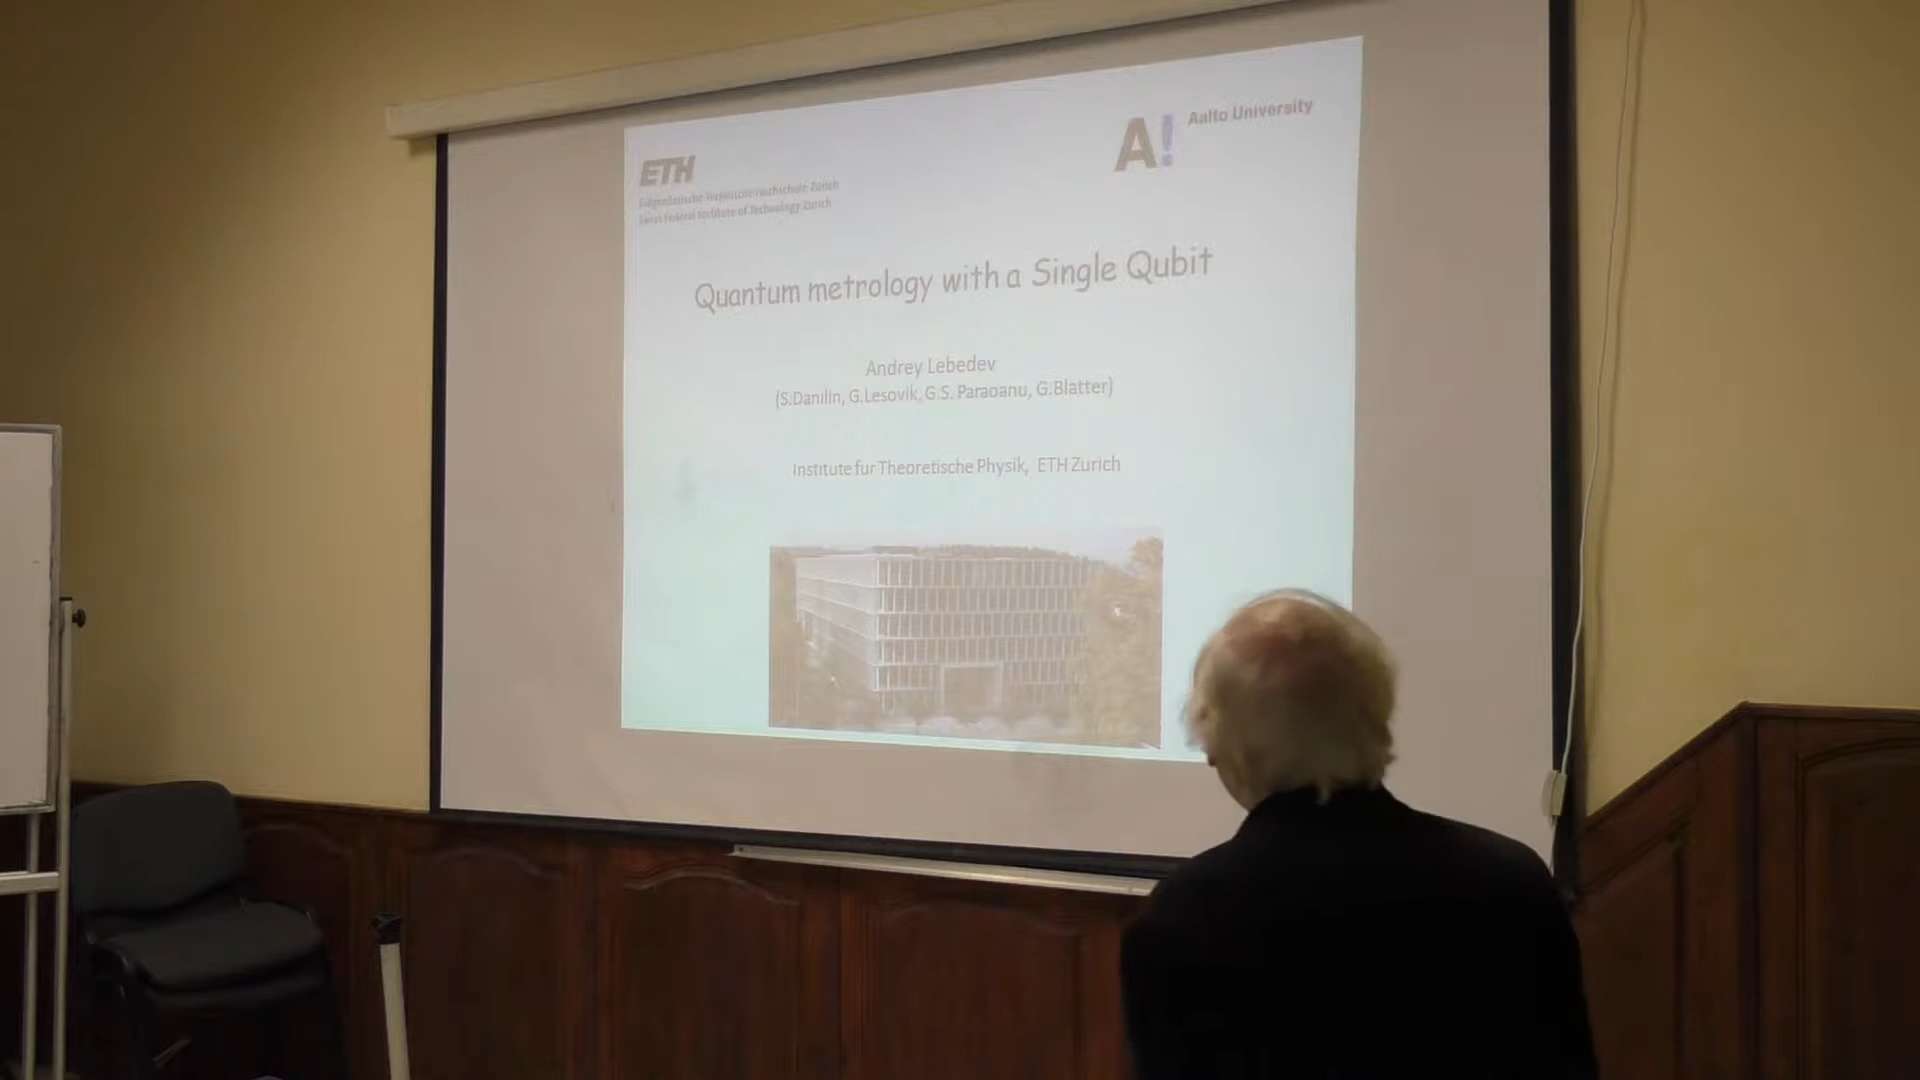 ETH
Eidgenössische Technische Hochschule Zürich
Swiss Federal Institute of Technology Zurich
A!
Aalto University
Quantum metrology with a Single Qubit
Andrey Lebedev
(S.Danilin, G.Lesovik, G.S. Paraoanu, G.Blatter)
Institute fur Theoretische Physik, ETH Zurich